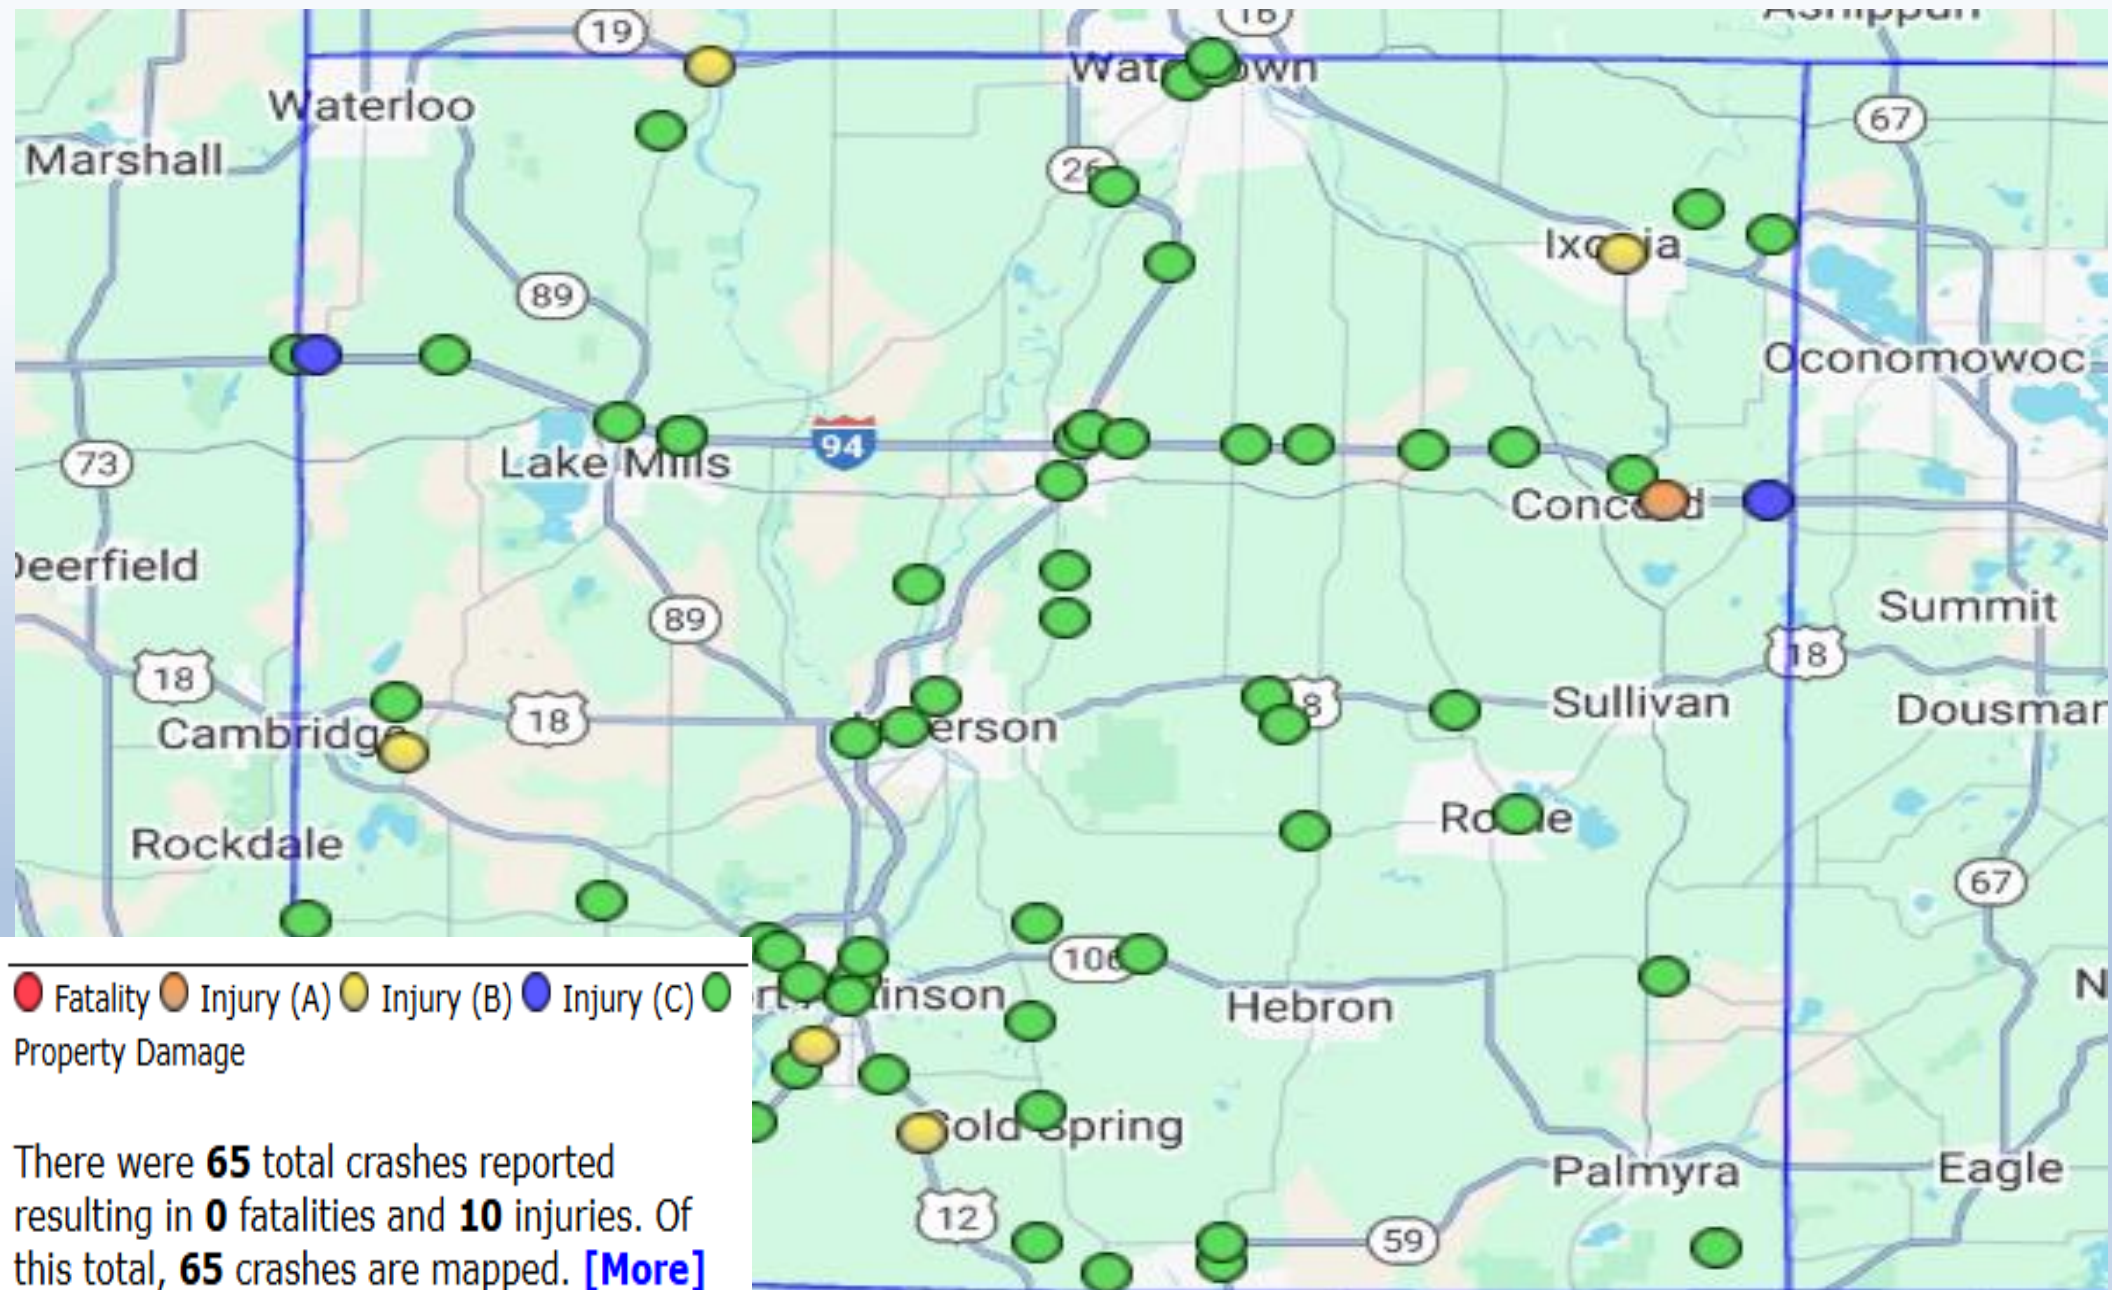 19
16
Waterloo
67
Marshall
26
89
Oconomowoc
94
73
Lake Mills
Deerfield
Summit
89
18
18
18
Sullivan
Dousman
Cambridge
Rockdale
67
106
Hebron
Palmyra
Eagle
12
59
Fatality Injury (A) Injury (B) Injury (C)
Property Damage
There were 65 total crashes reported
resulting in 0 fatalities and 10 injuries. Of
this total, 65 crashes are mapped. [More]